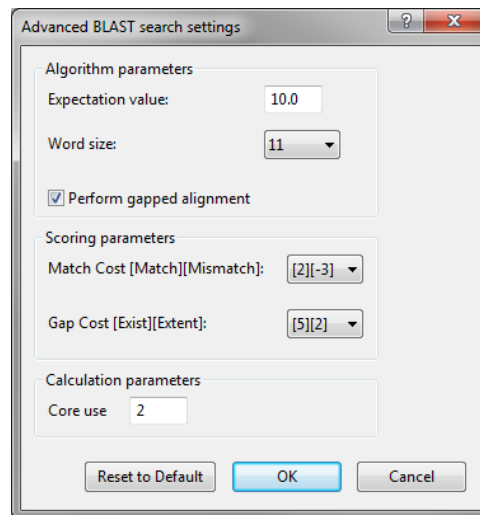 Advanced BLAST search settings
Algorithm parameters
Expectation value: 10.0
Word size: 11
Perform gapped alignment
Scoring parameters
Match Cost [Match][Mismatch]: [2][-3]
Gap Cost [Exist][Extent]: [5][2]
Calculation parameters
Core use 2
Reset to Default OK Cancel